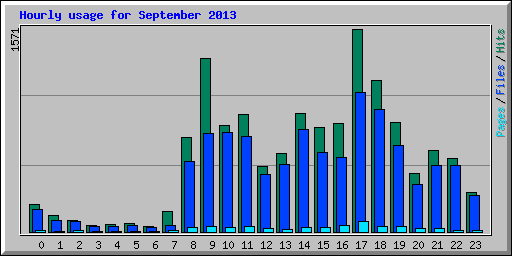 Hourly usage for September 2013
1571
Pages/Files/Hits
0 1 2 3 4 5 6 7 8 9 10 11 12 13 14 15 16 17 18 19 20 21 22 23